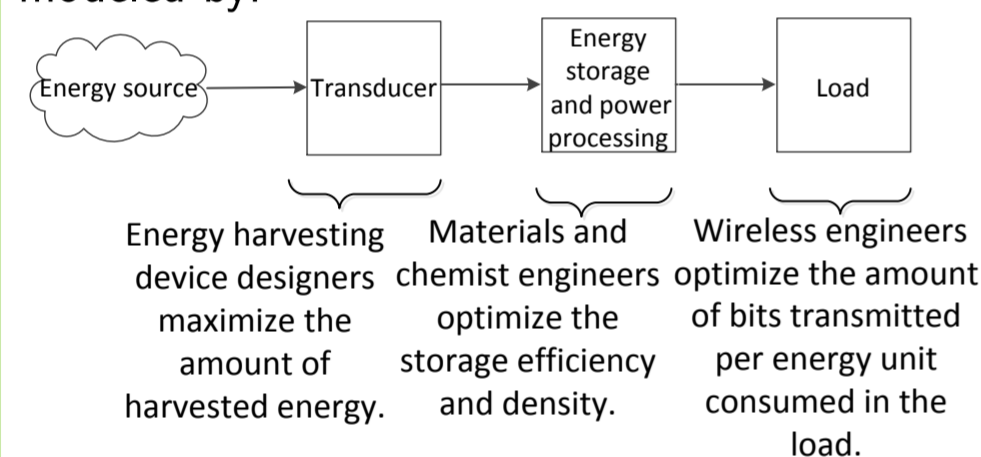 modeled by:
Energy source
Transducer
Energy
storage
and power
processing
Load
Energy harvesting
device designers
maximize the
amount of
harvested energy.
Materials and
chemist engineers
optimize the
storage efficiency
and density.
Wireless engineers
optimize the amount
of bits transmitted
per energy unit
consumed in the
load.